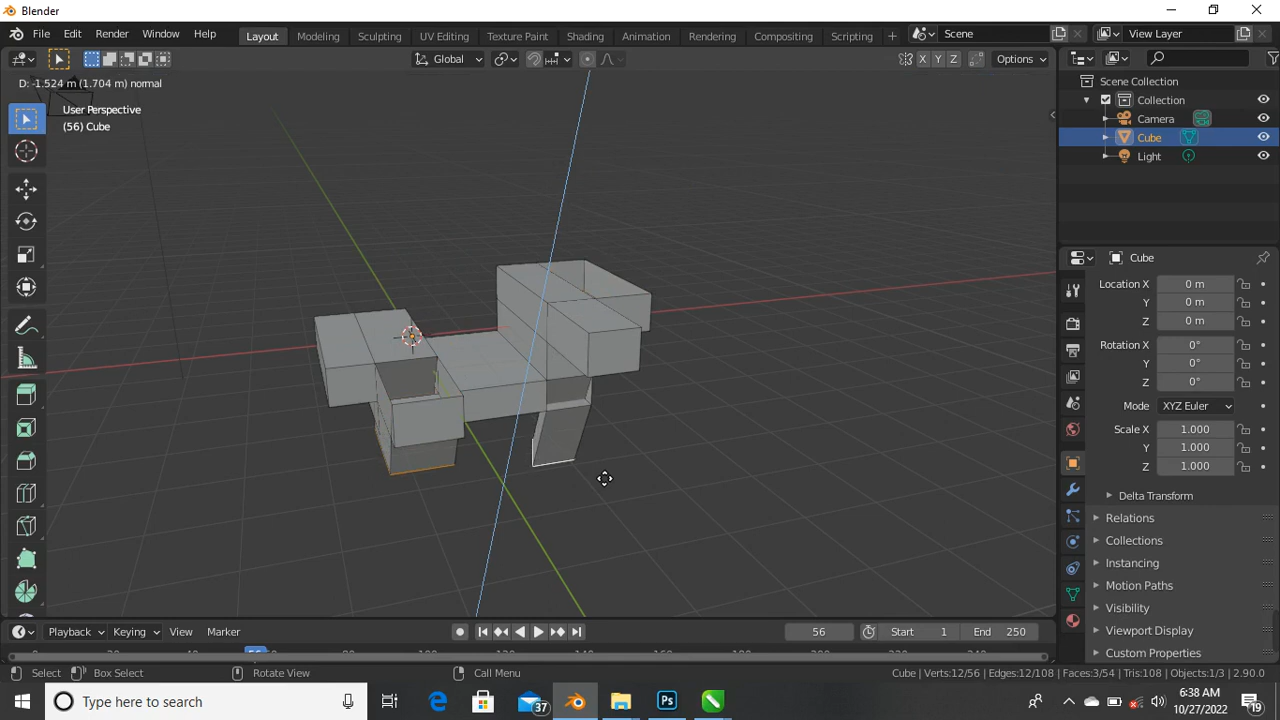 Blender
File Edit Render Window Help Layout Modeling Sculpting UV Editing Texture Paint Shading Animation Rendering Compositing Scripting Scene View Layer
Global X Y Z Options
D: -1.524 m (1.704 m) normal
User Perspective
(56) Cube
Scene Collection
Collection
Camera
Cube
Light
Cube
Location X 0 m
Y 0 m
Z 0 m
Rotation X 0°
Y 0°
Z 0°
Mode XYZ Euler
Scale X 1.000
Y 1.000
Z 1.000
Delta Transform
Relations
Collections
Instancing
Motion Paths
Visibility
Viewport Display
Custom Properties
Playback Keying View Marker 56 Start 1 End 250
Select Box Select Rotate View Call Menu Cube | Verts:12/56 | Edges:12/108 | Faces:3/54 | Tris:108 | Objects:1/3 | 2.90.0
Type here to search 37 6:38 AM
10/27/2022 19